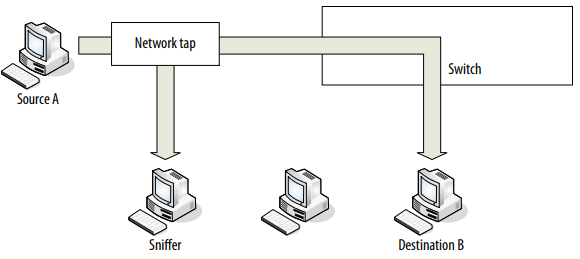 Network tap
Switch
Source A
Sniffer
Destination B